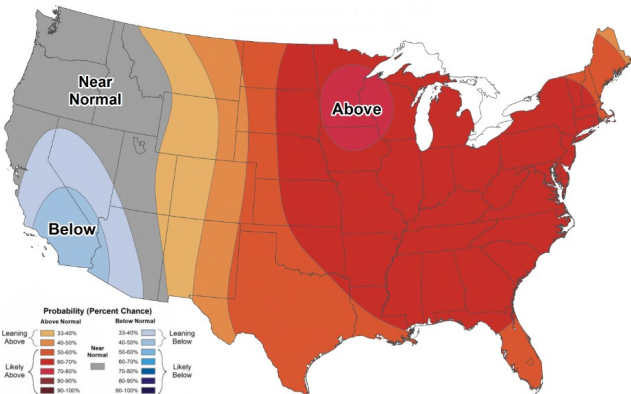 Near
Normal
Above
Below
Probability (Percent Chance)
Above Normal
Below Normal
Leaning
Above
33-40%
40-50%
Likely
Above
50-60%
60-70%
70-80%
80-90%
90-100%
Near
Normal
33-40%
40-50%
Leaning
Below
50-60%
60-70%
70-80%
80-90%
90-100%
Likely
Below